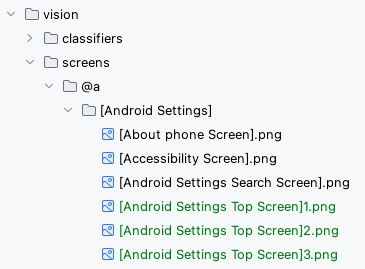 vision
classifiers
screens
@a
[Android Settings]
[About phone Screen].png
[Accessibility Screen].png
[Android Settings Search Screen].png
[Android Settings Top Screen]1.png
[Android Settings Top Screen]2.png
[Android Settings Top Screen]3.png